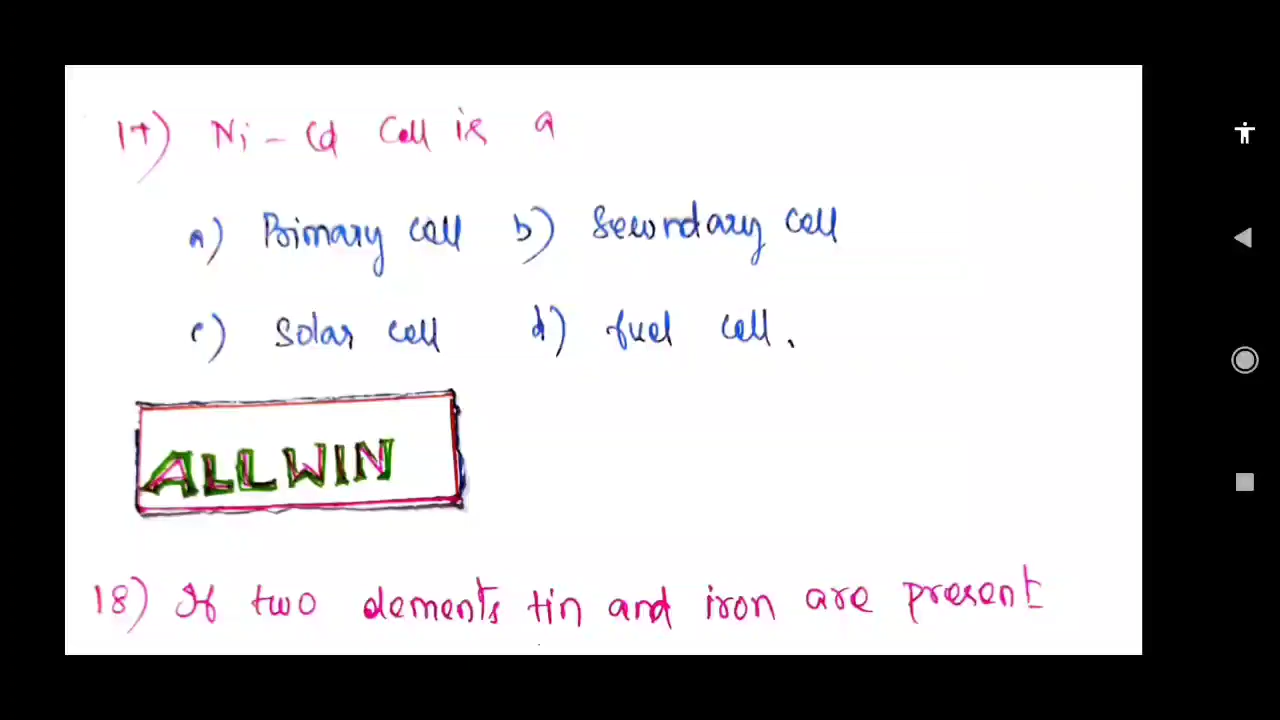 17) Ni - Cd Cell is a
a) Primary cell b) Secondary cell
c) Solar cell d) fuel cell.
ALLWIN
18) If two elements tin and iron are present